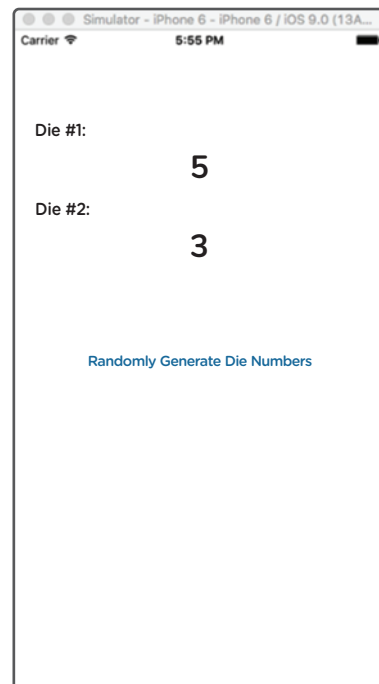 Simulator - iPhone 6 - iPhone 6 / iOS 9.0 (13A...
Carrier 5:55 PM
Die #1:
5
Die #2:
3
Randomly Generate Die Numbers